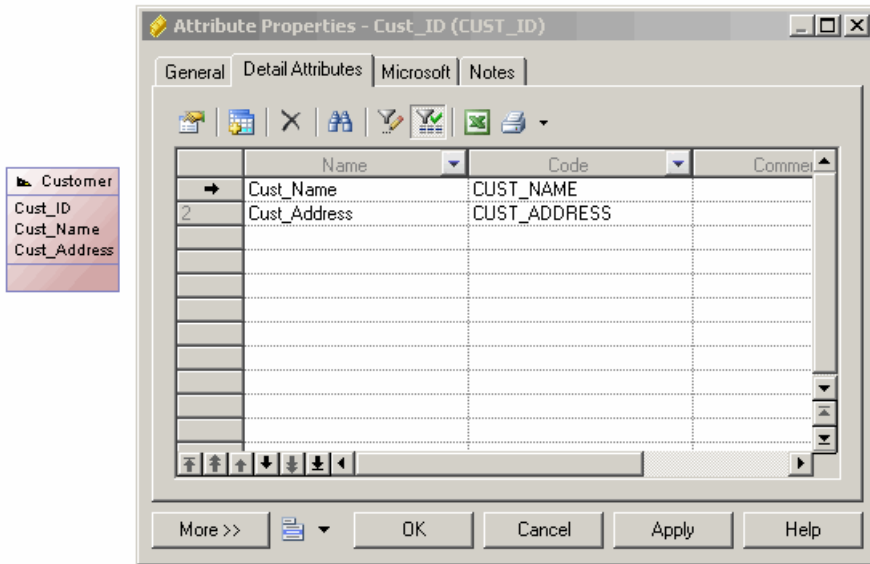 Customer
Cust_ID
Cust_Name
Cust_Address
Attribute Properties - Cust_ID (CUST_ID)
General Detail Attributes Microsoft Notes
Name Code Commer
Cust_Name CUST_NAME
2 Cust_Address CUST_ADDRESS
More >> OK Cancel Apply Help